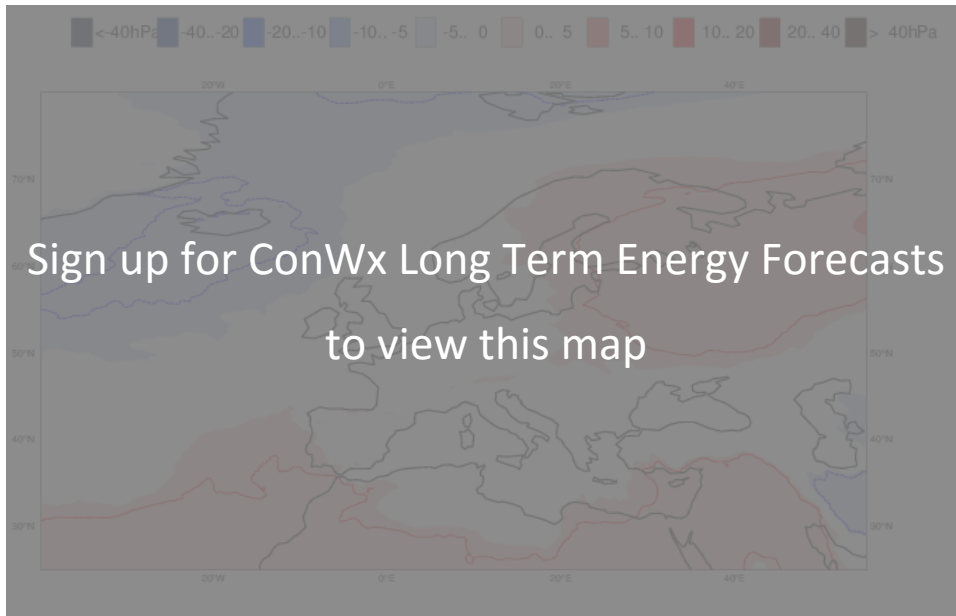 <-40hPa -40..-20 -20..-10 -10..-5 -5.. 0 0.. 5 5.. 10 10.. 20 20.. 40 > 40hPa
20°W 0°E 20°E 40°E
70°N 70°N
Sign up for ConWx Long Term Energy Forecasts
60°N
to view this map
50°N 50°N
40°N 40°N
30°N 30°N
20°W 0°E 20°E 40°E